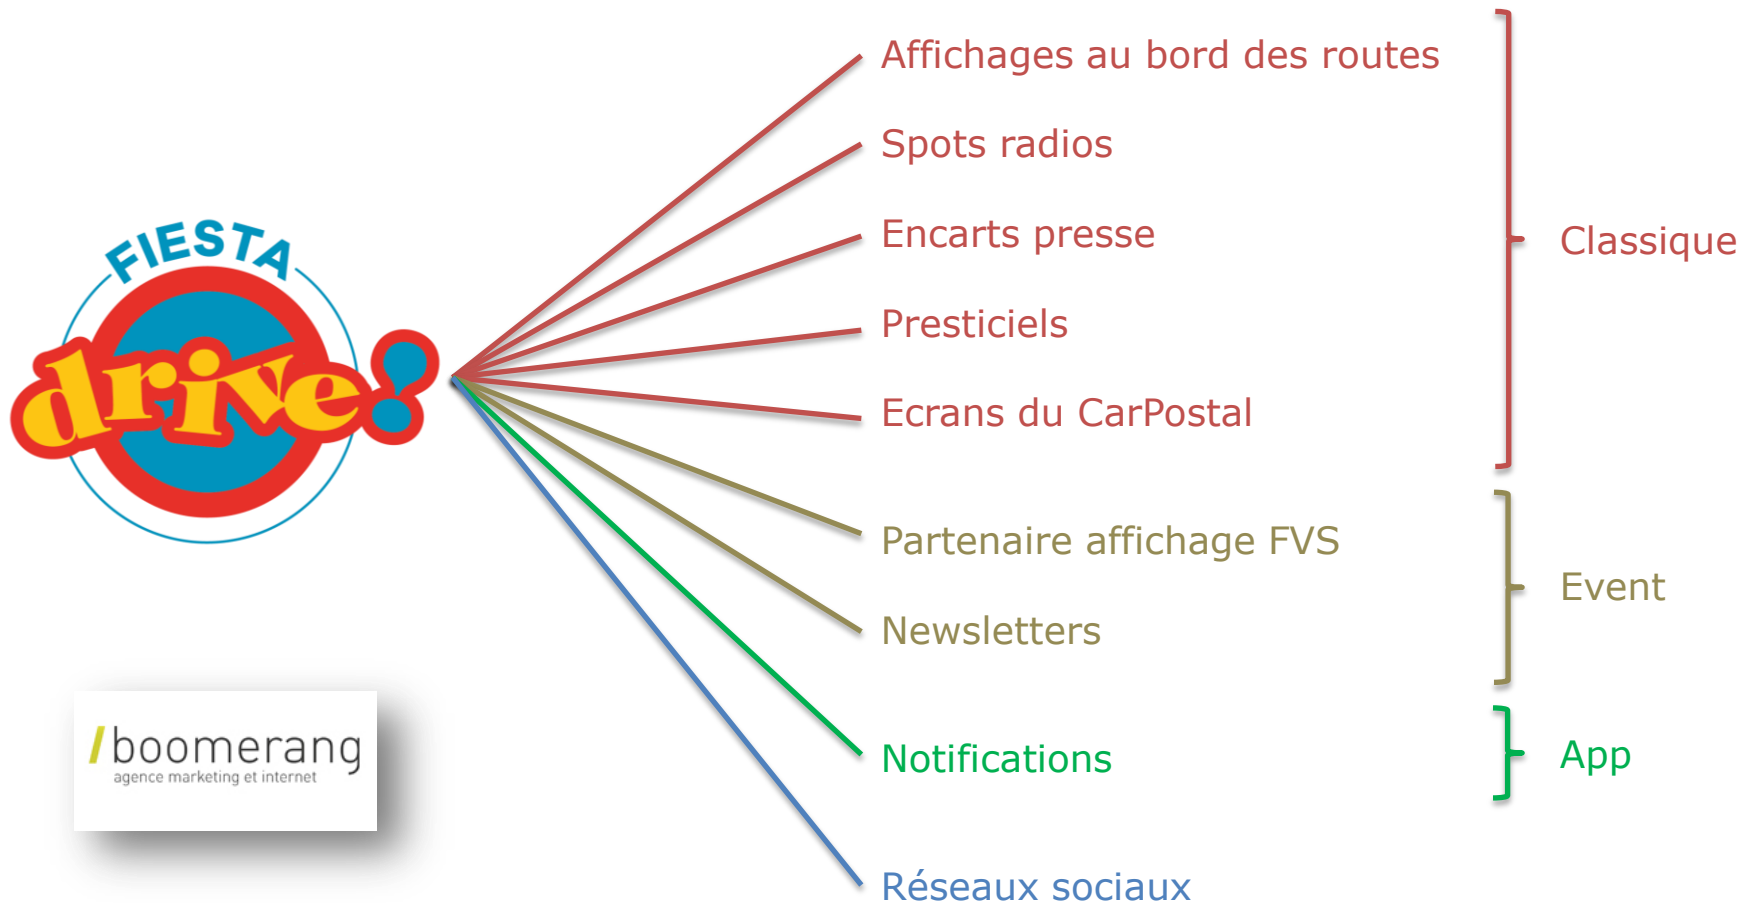 FIESTA
drive!
Affichages au bord des routes
Spots radios
Encarts presse
Presticiels
Ecrans du CarPostal
Classique
Partenaire affichage FVS
Newsletters
Event
Notifications
App
Réseaux sociaux
/boomerang
agence marketing et internet